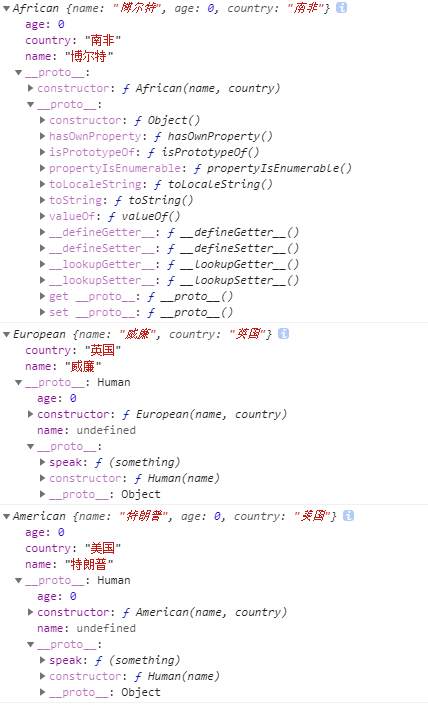 African {name: "博尔特", age: 0, country: "南非"} i
age: 0
country: "南非"
name: "博尔特"
__proto__:
constructor: ƒ African(name, country)
__proto__:
constructor: ƒ Object()
hasOwnProperty: ƒ hasOwnProperty()
isPrototypeOf: ƒ isPrototypeOf()
propertyIsEnumerable: ƒ propertyIsEnumerable()
toLocaleString: ƒ toLocaleString()
toString: ƒ toString()
valueOf: ƒ valueOf()
__defineGetter__: ƒ __defineGetter__()
__defineSetter__: ƒ __defineSetter__()
__lookupGetter__: ƒ __lookupGetter__()
__lookupSetter__: ƒ __lookupSetter__()
get __proto__: ƒ __proto__()
set __proto__: ƒ __proto__()
European {name: "威廉", country: "英国"} i
country: "英国"
name: "威廉"
__proto__: Human
age: 0
constructor: ƒ European(name, country)
name: undefined
__proto__:
speak: ƒ (something)
constructor: ƒ Human(name)
__proto__: Object
American {name: "特朗普", age: 0, country: "美国"} i
age: 0
country: "美国"
name: "特朗普"
__proto__: Human
age: 0
constructor: ƒ American(name, country)
name: undefined
__proto__:
speak: ƒ (something)
constructor: ƒ Human(name)
__proto__: Object